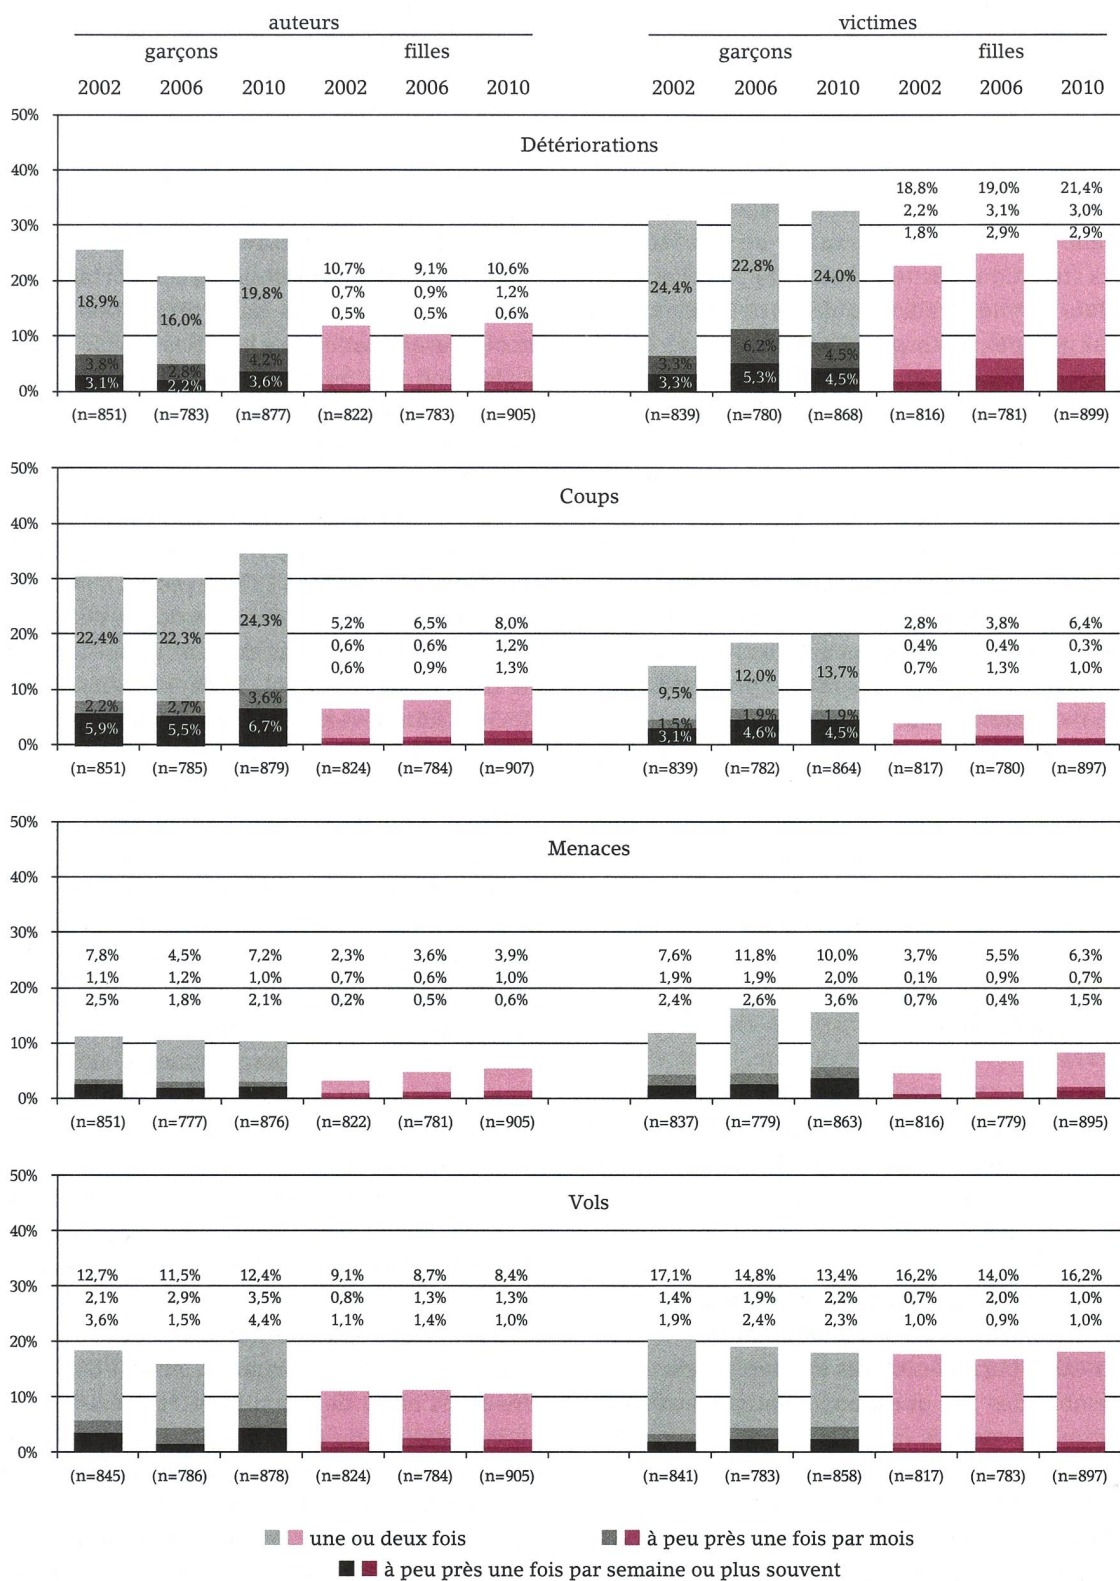 auteurs victimes
garçons filles garçons filles
2002 2006 2010 2002 2006 2010 2002 2006 2010 2002 2006 2010
50%
Détériorations
40%
18,8% 19,0% 21,4%
2,2% 3,1% 3,0%
30%
1,8% 2,9% 2,9%
10,7% 9,1% 10,6% 22,8% 24,0%
18,9% 19,8% 24,4%
0,7% 0,9% 1,2%
20%
16,0% 0,5% 0,5% 0,6%
10%
3,8% 2,8% 4,2% 3,3% 6,2% 4,5%
3,1% 2,2% 3,6% 3,3% 5,3% 4,5%
0%
(n=851) (n=783) (n=877) (n=822) (n=783) (n=905) (n=839) (n=780) (n=868) (n=816) (n=781) (n=899)
50%
Coups
40%
30%
22,4% 22,3% 24,3% 5,2% 6,5% 8,0% 2,8% 3,8% 6,4%
20%
0,6% 0,6% 1,2% 0,4% 0,4% 0,3%
0,6% 0,9% 1,3% 12,0% 13,7% 0,7% 1,3% 1,0%
9,5%
10%
2,2% 2,7% 3,6% 1,5% 1,9% 1,9%
5,9% 5,5% 6,7% 3,1% 4,6% 4,5%
0%
(n=851) (n=785) (n=879) (n=824) (n=784) (n=907) (n=839) (n=782) (n=864) (n=817) (n=780) (n=897)
50%
Menaces
40%
30%
7,8% 4,5% 7,2% 2,3% 3,6% 3,9% 7,6% 11,8% 10,0% 3,7% 5,5% 6,3%
1,1% 1,2% 1,0% 0,7% 0,6% 1,0% 1,9% 1,9% 2,0% 0,1% 0,9% 0,7%
20%
2,5% 1,8% 2,1% 0,2% 0,5% 0,6% 2,4% 2,6% 3,6% 0,7% 0,4% 1,5%
10%
0%
(n=851) (n=777) (n=876) (n=822) (n=781) (n=905) (n=837) (n=779) (n=863) (n=816) (n=779) (n=895)
50%
Vols
40%
30%
12,7% 11,5% 12,4% 9,1% 8,7% 8,4% 17,1% 14,8% 13,4% 16,2% 14,0% 16,2%
2,1% 2,9% 3,5% 0,8% 1,3% 1,3% 1,4% 1,9% 2,2% 0,7% 2,0% 1,0%
3,6% 1,5% 4,4% 1,1% 1,4% 1,0% 1,9% 2,4% 2,3% 1,0% 0,9% 1,0%
20%
10%
0%
(n=845) (n=786) (n=878) (n=824) (n=784) (n=905) (n=841) (n=783) (n=858) (n=817) (n=783) (n=897)
une ou deux fois à peu près une fois par mois
à peu près une fois par semaine ou plus souvent